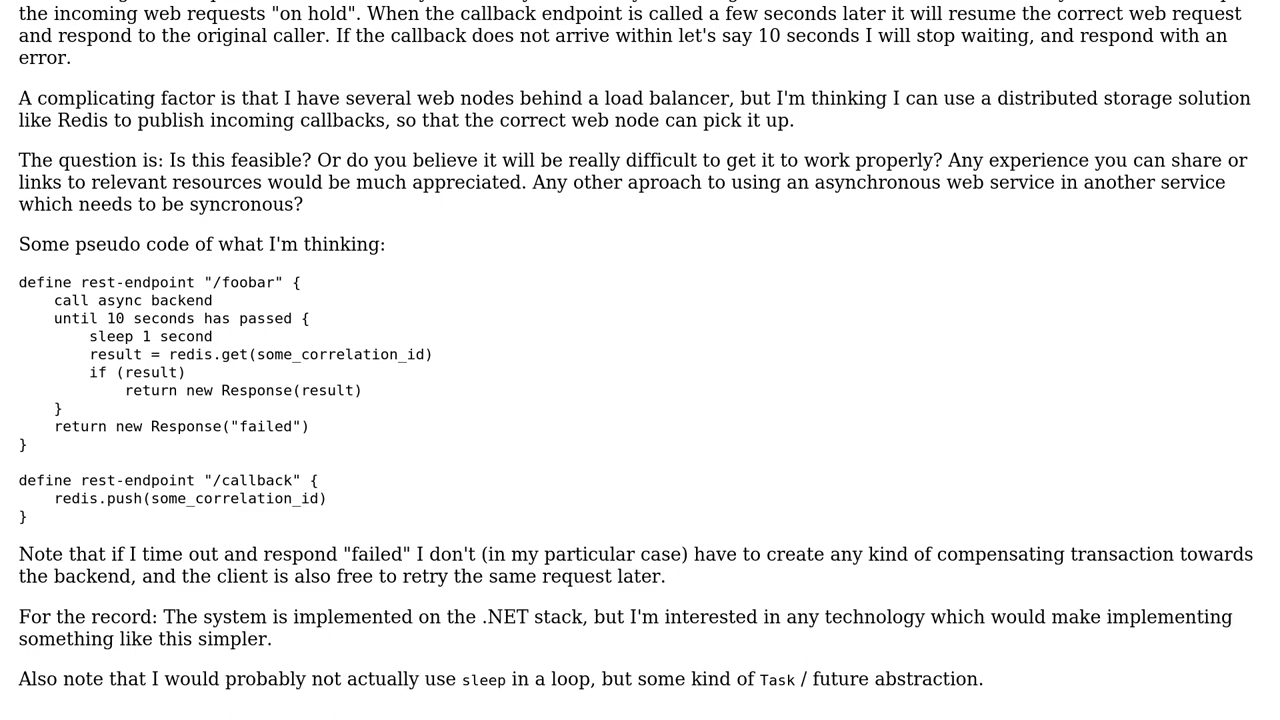 the incoming web requests "on hold". When the callback endpoint is called a few seconds later it will resume the correct web request
and respond to the original caller. If the callback does not arrive within let's say 10 seconds I will stop waiting, and respond with an
error.
A complicating factor is that I have several web nodes behind a load balancer, but I'm thinking I can use a distributed storage solution
like Redis to publish incoming callbacks, so that the correct web node can pick it up.
The question is: Is this feasible? Or do you believe it will be really difficult to get it to work properly? Any experience you can share or
links to relevant resources would be much appreciated. Any other aproach to using an asynchronous web service in another service
which needs to be syncronous?
Some pseudo code of what I'm thinking:
define rest-endpoint "/foobar" {
    call async backend
    until 10 seconds has passed {
        sleep 1 second
        result = redis.get(some_correlation_id)
        if (result)
            return new Response(result)
    }
    return new Response("failed")
}
define rest-endpoint "/callback" {
    redis.push(some_correlation_id)
}
Note that if I time out and respond "failed" I don't (in my particular case) have to create any kind of compensating transaction towards
the backend, and the client is also free to retry the same request later.
For the record: The system is implemented on the .NET stack, but I'm interested in any technology which would make implementing
something like this simpler.
Also note that I would probably not actually use sleep in a loop, but some kind of Task / future abstraction.